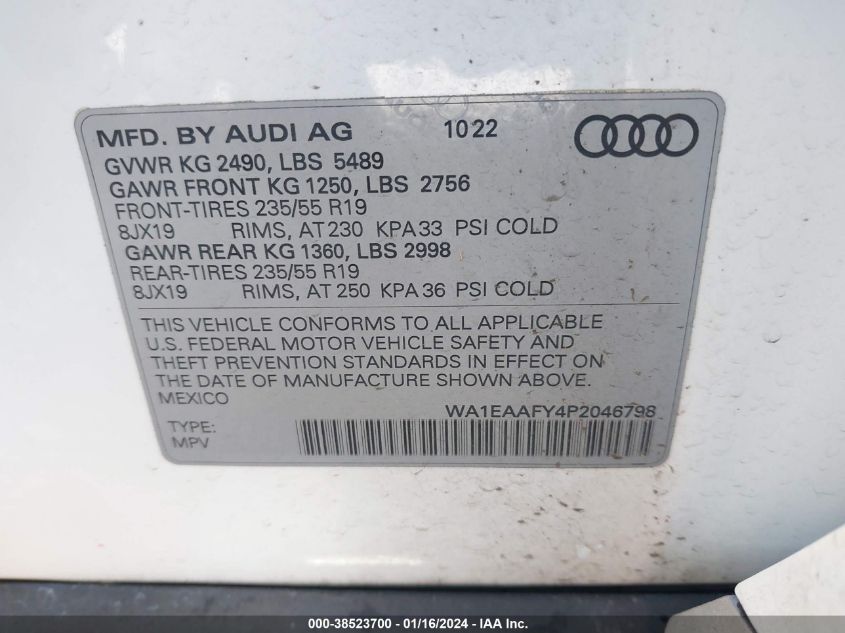 MFD. BY AUDI AG 10 22
GVWR KG 2490, LBS 5489
GAWR FRONT KG 1250, LBS 2756
FRONT-TIRES 235/55 R19
8JX19 RIMS, AT 230 KPA 33 PSI COLD
GAWR REAR KG 1360, LBS 2998
REAR-TIRES 235/55 R19
8JX19 RIMS, AT 250 KPA 36 PSI COLD
THIS VEHICLE CONFORMS TO ALL APPLICABLE
U.S. FEDERAL MOTOR VEHICLE SAFETY AND
THEFT PREVENTION STANDARDS IN EFFECT ON
THE DATE OF MANUFACTURE SHOWN ABOVE.
MEXICO
WA1EAAFY4P2046798
TYPE:
MPV
000-38523700 - 01/16/2024 - IAA Inc.